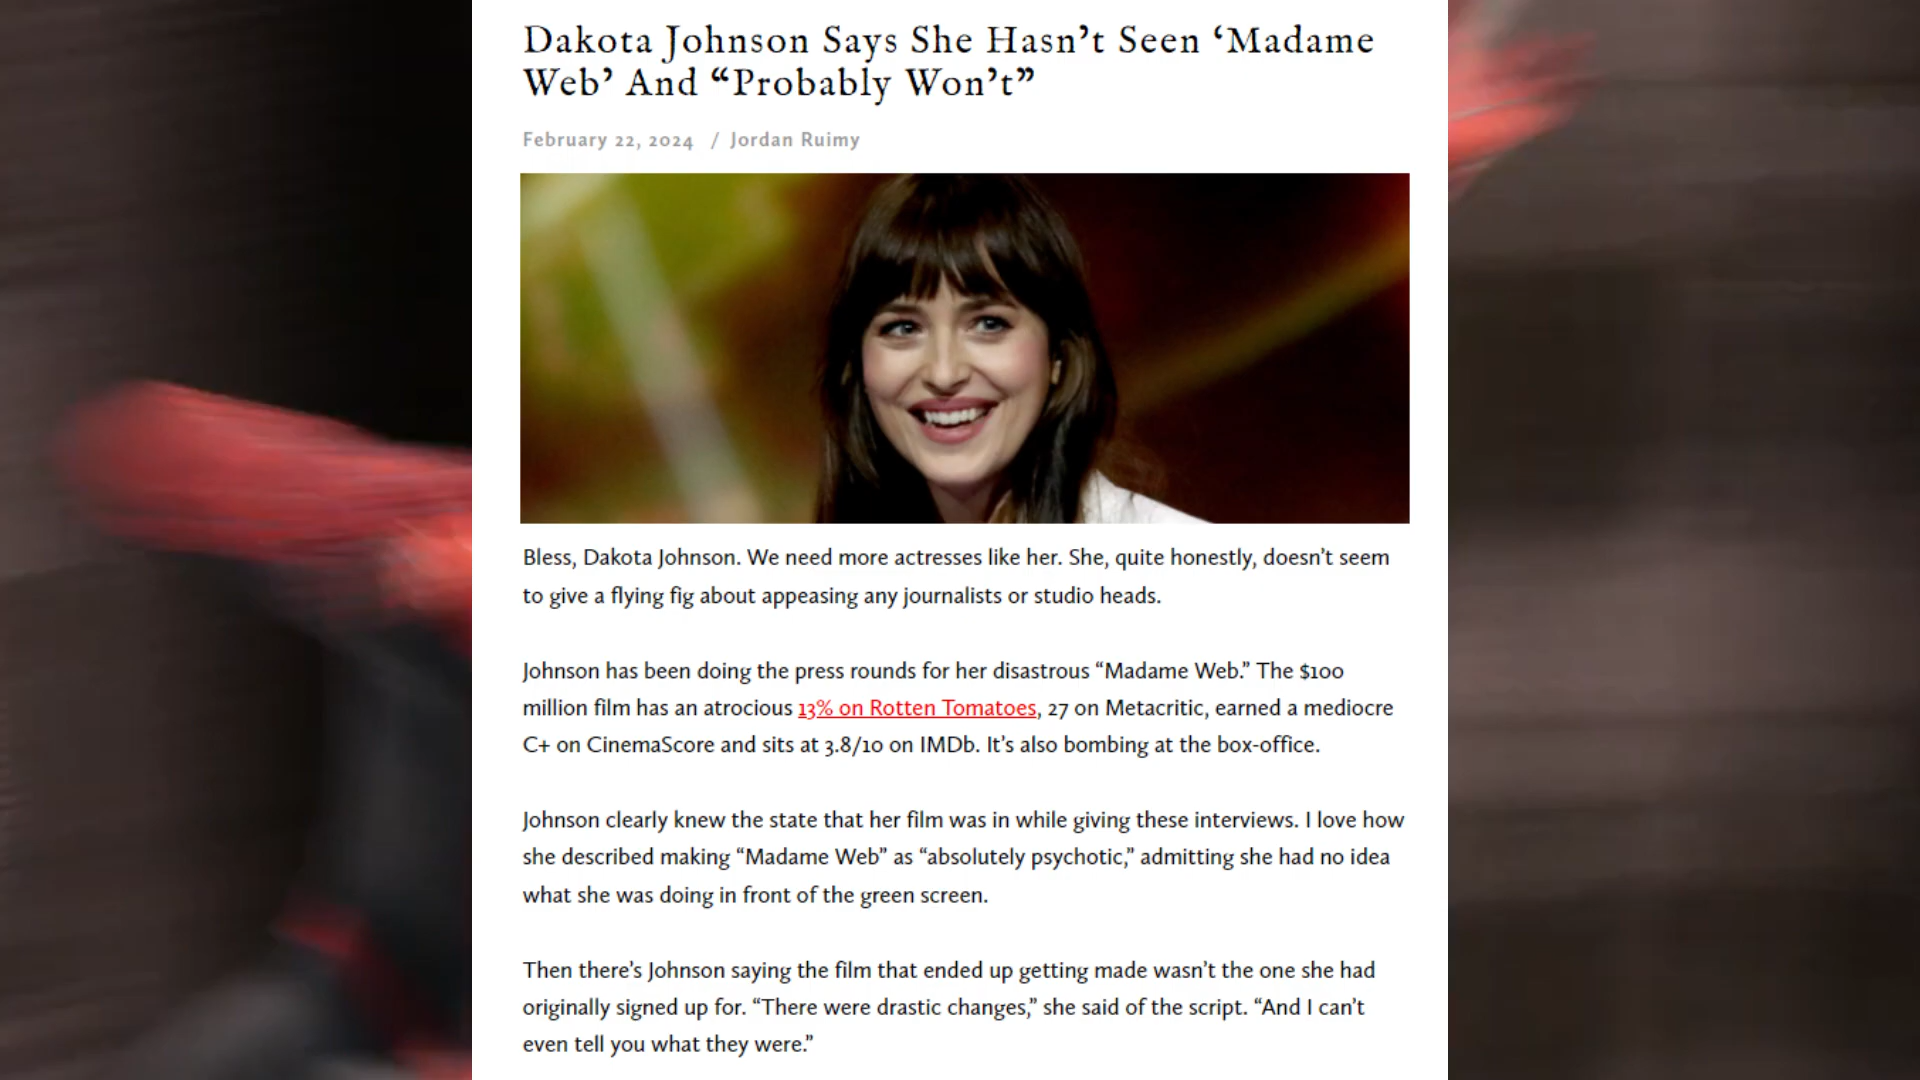 Dakota Johnson Says She Hasn’t Seen ‘Madame
Web’ And “Probably Won’t”
February 22, 2024 / Jordan Ruimy
Bless, Dakota Johnson. We need more actresses like her. She, quite honestly, doesn’t seem
to give a flying fig about appeasing any journalists or studio heads.
Johnson has been doing the press rounds for her disastrous “Madame Web.” The $100
million film has an atrocious 13% on Rotten Tomatoes, 27 on Metacritic, earned a mediocre
C+ on CinemaScore and sits at 3.8/10 on IMDb. It’s also bombing at the box-office.
Johnson clearly knew the state that her film was in while giving these interviews. I love how
she described making “Madame Web” as “absolutely psychotic,” admitting she had no idea
what she was doing in front of the green screen.
Then there’s Johnson saying the film that ended up getting made wasn’t the one she had
originally signed up for. “There were drastic changes,” she said of the script. “And I can’t
even tell you what they were.”